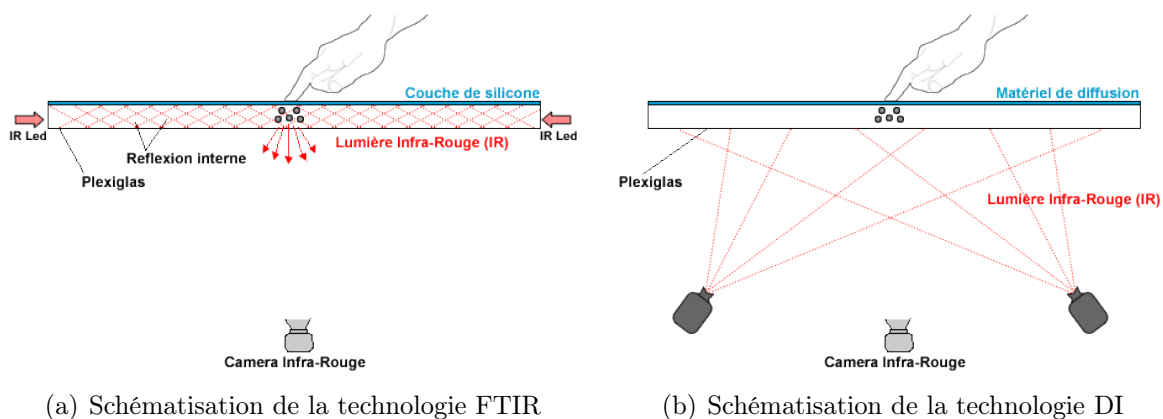 Couche de silicone
IR Led
IR Led
Lumière Infra-Rouge (IR)
Reflexion interne
Plexiglas
Camera Infra-Rouge
(a) Schématisation de la technologie FTIR
Matériel de diffusion
Plexiglas
Lumière Infra-Rouge (IR)
Camera Infra-Rouge
(b) Schématisation de la technologie DI